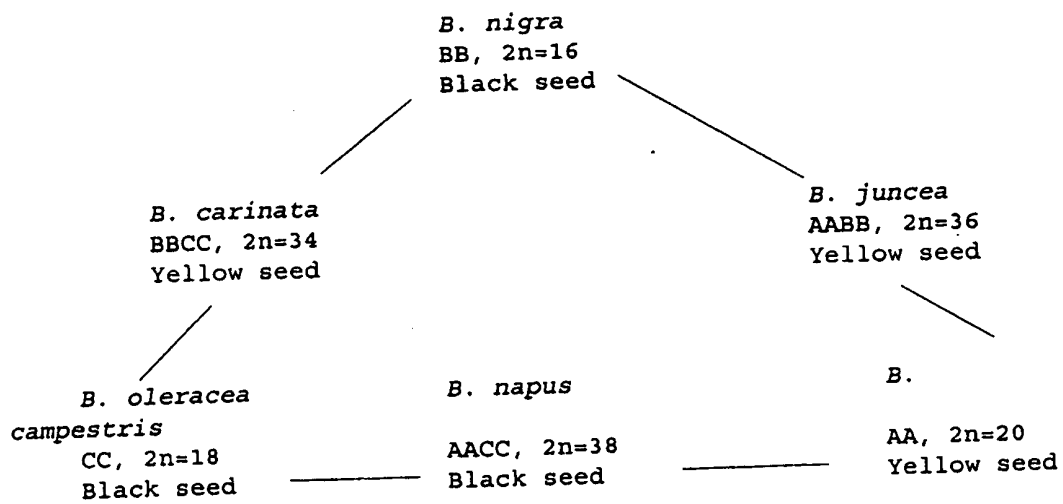 B. nigra
BB, 2n=16
Black seed
B. carinata
BBCC, 2n=34
Yellow seed
B. juncea
AABB, 2n=36
Yellow seed
B. oleracea
campestris
CC, 2n=18
Black seed
B. napus
AACC, 2n=38
Black seed
B.
AA, 2n=20
Yellow seed